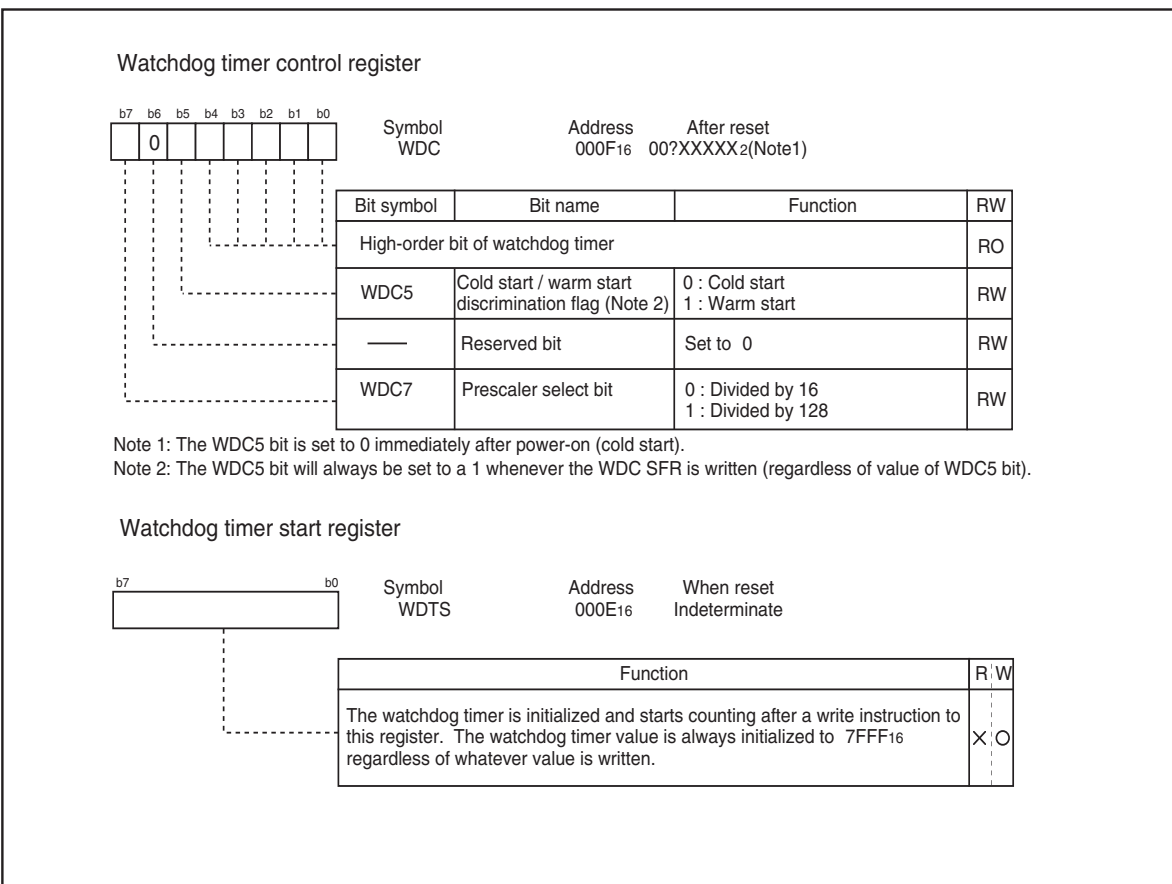 Watchdog timer control register
b7 b6 b5 b4 b3 b2 b1 b0
0
Symbol Address After reset
WDC 000F16 00?XXXXX2(Note1)
Bit symbol Bit name Function RW
High-order bit of watchdog timer RO
WDC5 Cold start / warm start discrimination flag (Note 2) 0 : Cold start 1 : Warm start RW
Reserved bit Set to 0 RW
WDC7 Prescaler select bit 0 : Divided by 16 1 : Divided by 128 RW
Note 1: The WDC5 bit is set to 0 immediately after power-on (cold start).
Note 2: The WDC5 bit will always be set to a 1 whenever the WDC SFR is written (regardless of value of WDC5 bit).
Watchdog timer start register
b7 b0
Symbol Address When reset
WDTS 000E16 Indeterminate
Function R W
The watchdog timer is initialized and starts counting after a write instruction to
this register. The watchdog timer value is always initialized to 7FFF16
regardless of whatever value is written.
X O